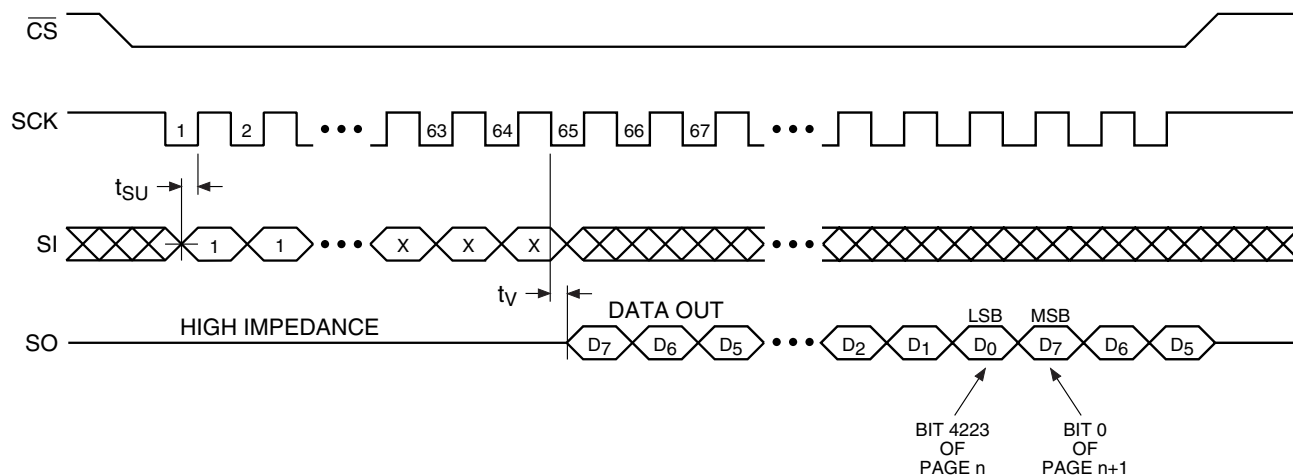 CS
SCK 1 2 ••• 63 64 65 66 67 •••
tSU
SI 1 1 ••• X X X •••
tV
HIGH IMPEDANCE
DATA OUT
LSB MSB
SO D7 D6 D5 ••• D2 D1 D0 D7 D6 D5
BIT 4223
OF
PAGE n
BIT 0
OF
PAGE n+1